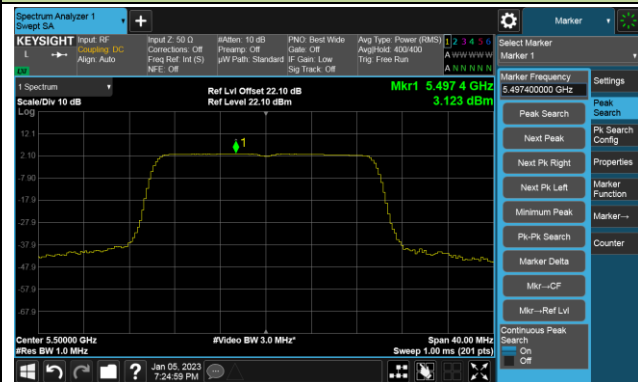 Spectrum Analyzer 1
Swept SA
+
Marker
KEYSIGHT
L
Input: RF
Coupling: DC
Align: Auto
Input Z: 50 Ω
Corrections: Off
Freq Ref: Int (S)
NFE: Off
#Atten: 10 dB
Preamp: Off
µW Path: Standard
PNO: Best Wide
Gate: Off
IF Gain: Low
Sig Track: Off
Avg Type: Power (RMS)
Avg|Hold: 400/400
Trig: Free Run
1 2 3 4 5 6
A W W W W W
A N N N N N
Select Marker
Marker 1
1 Spectrum
Scale/Div 10 dB
Log
Ref Lvl Offset 22.10 dB
Ref Level 22.10 dBm
Mkr1 5.497 4 GHz
3.123 dBm
12.1
2.10
-7.90
-17.9
-27.9
-37.9
-47.9
-57.9
-67.9
1
Center 5.50000 GHz
#Res BW 1.0 MHz
#Video BW 3.0 MHz*
Span 40.00 MHz
Sweep 1.00 ms (201 pts)
Marker Frequency
5.497400000 GHz
Peak Search
Next Peak
Next Pk Right
Next Pk Left
Minimum Peak
Pk-Pk Search
Marker Delta
Mkr→CF
Mkr→Ref Lvl
Continuous Peak
Search
On
Off
Settings
Peak
Search
Pk Search
Config
Properties
Marker
Function
Marker→
Counter
?
Jan 05, 2023
7:24:59 PM